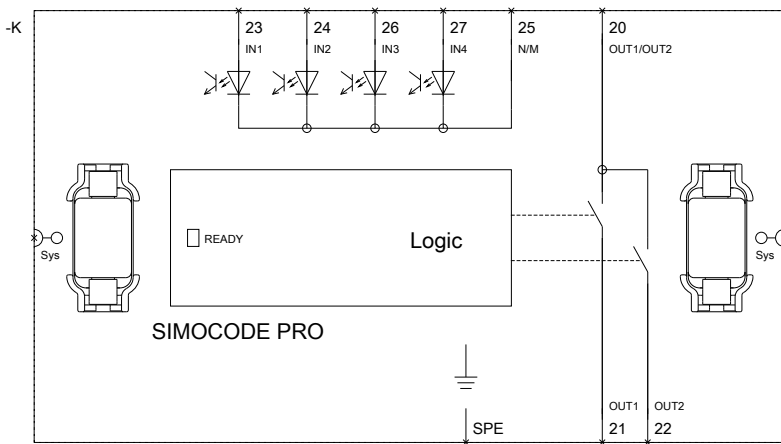 -K
23 24 26 27 25 20
IN1 IN2 IN3 IN4 N/M OUT1/OUT2
READY
Logic
Sys
Sys
SIMOCODE PRO
OUT1 OUT2
SPE 21 22